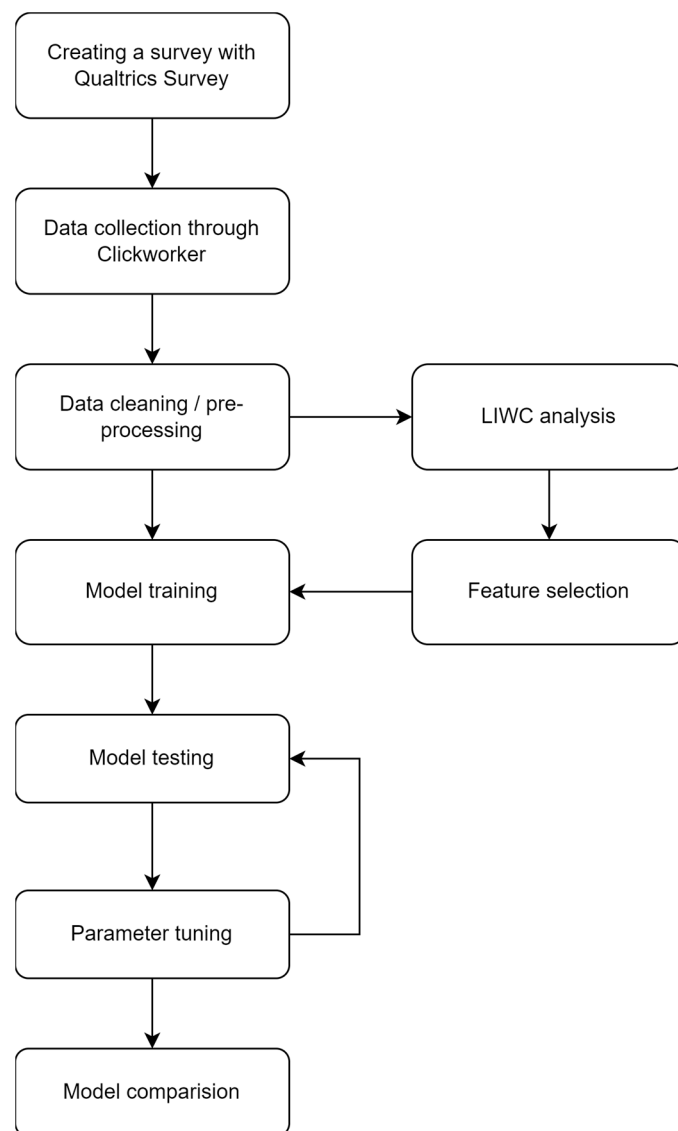 Creating a survey with
Qualtrics Survey
Data collection through
Clickworker
Data cleaning / pre-
processing
LIWC analysis
Model training
Feature selection
Model testing
Parameter tuning
Model comparision